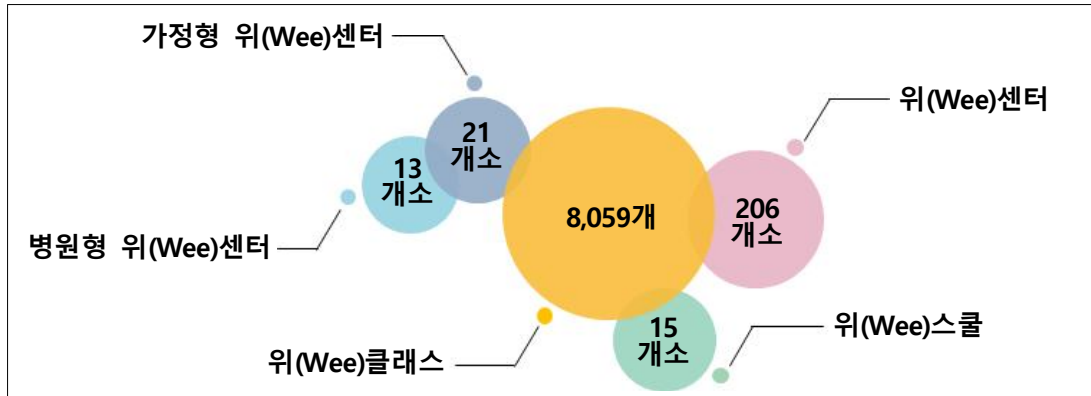 가정형 위(Wee)센터
위(Wee)센터
21
개소
13
개소
8,059개
206
개소
병원형 위(Wee)센터
15
개소
위(Wee)스쿨
위(Wee)클래스